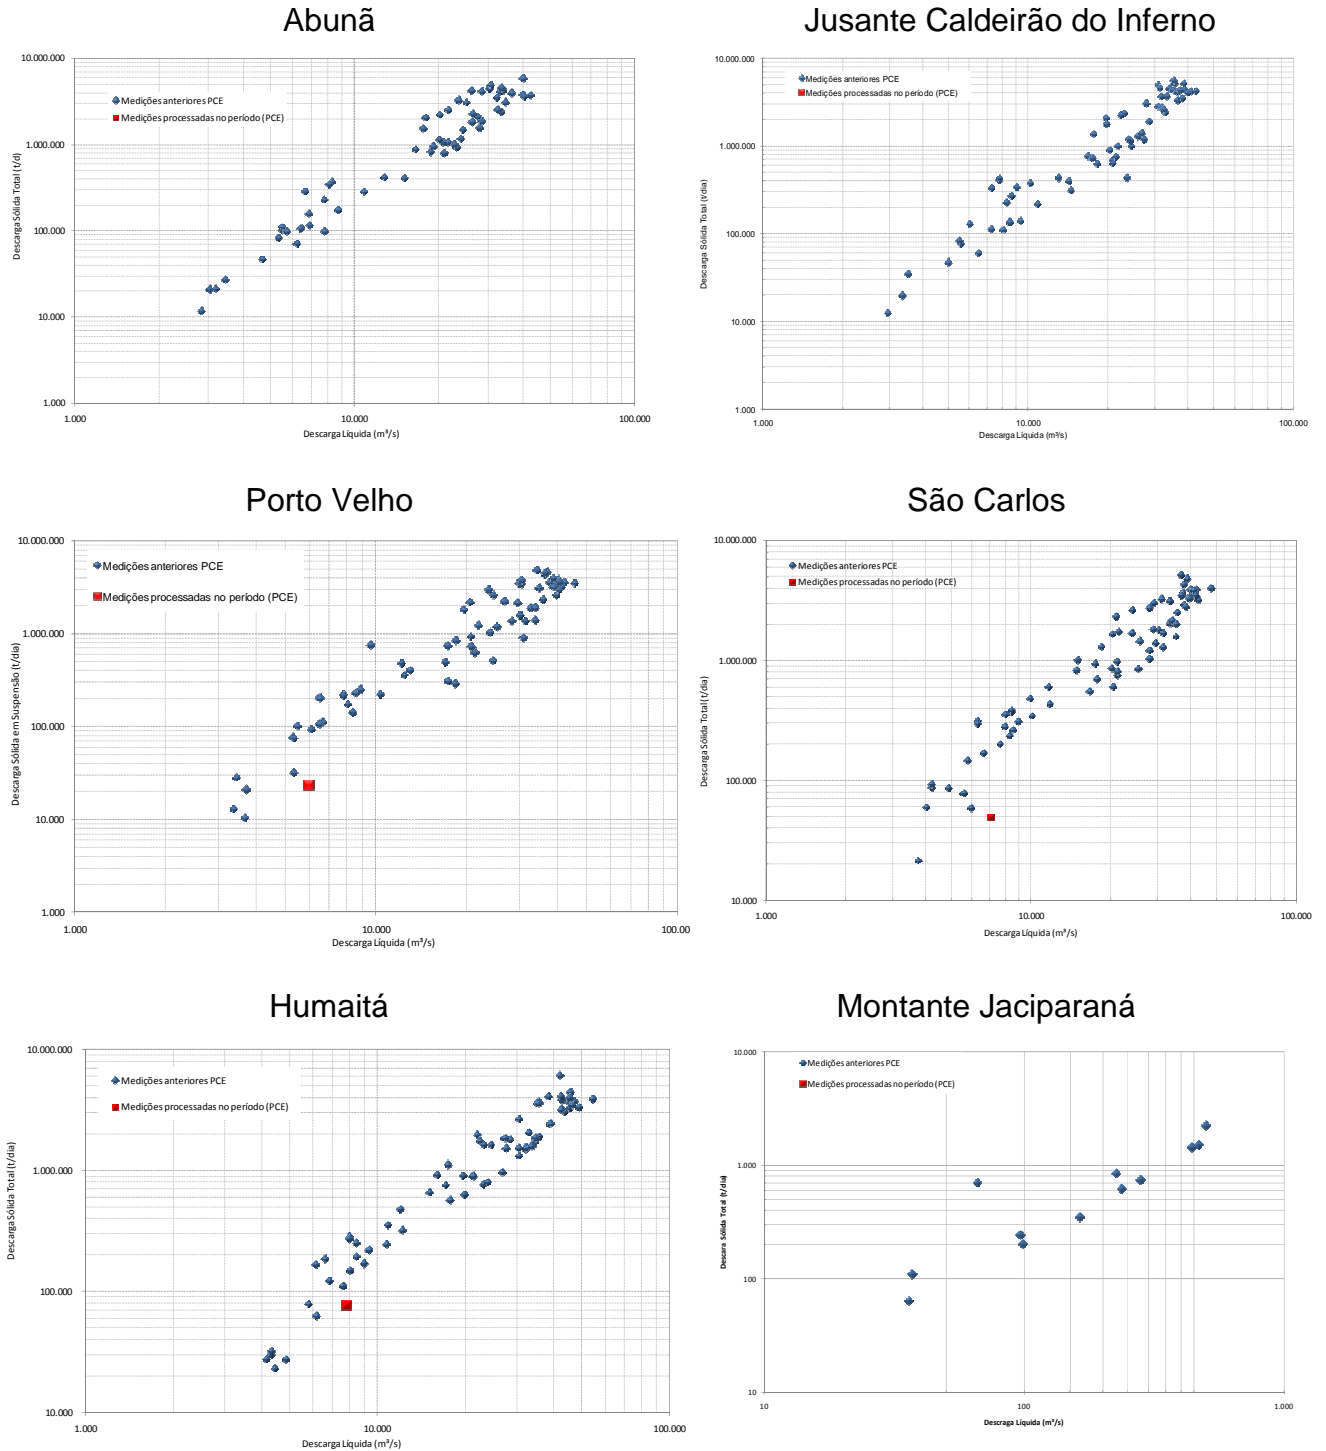 Abunã
10.000.000
1.000.000
100.000
10.000
1.000
Descarga Sólida Total (t/d)
Medições anteriores PCE
Medições processadas no período (PCE)
1.000
10.000
100.000
Descarga Líquida (m³/s)
Jusante Caldeirão do Inferno
10.000.000
1.000.000
100.000
10.000
1.000
Descarga Sólida Total (t/dia)
Medições anteriores PCE
Medições processadas no período (PCE)
1.000
10.000
100.000
Descarga Líquida (m³/s)
Porto Velho
10.000.000
1.000.000
100.000
10.000
1.000
Descarga Sólida em Suspensão (t/dia)
Medições anteriores PCE
Medições processadas no período (PCE)
1.000
10.000
100.00
Descarga Líquida (m³/s)
São Carlos
10.000.000
1.000.000
100.000
10.000
Descarga Sólida Total (t/dia)
Medições anteriores PCE
Medições processadas no período (PCE)
1.000
10.000
100.000
Descarga Líquida (m³/s)
Humaitá
10.000.000
1.000.000
100.000
10.000
Descarga Sólida Total (t/dia)
Medições anteriores PCE
Medições processadas no período (PCE)
1.000
10.000
100.000
Descarga Líquida (m³/s)
Montante Jaciparaná
10.000
1.000
100
10
Descara Sólida Total (t/dia)
Medições anteriores PCE
Medições processadas no período (PCE)
10
100
1.000
Descraga Líquida (m³/s)